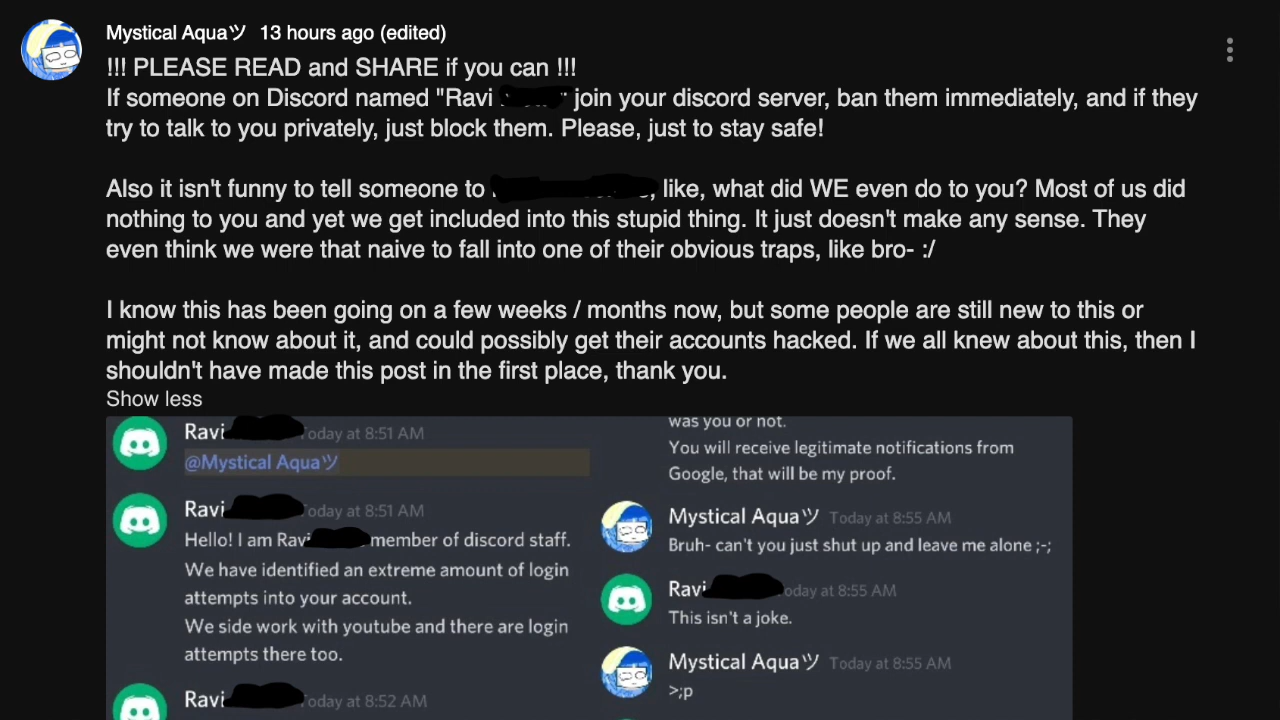 Mystical Aquaツ 13 hours ago (edited)
!!! PLEASE READ and SHARE if you can !!!
If someone on Discord named "Ravi " join your discord server, ban them immediately, and if they
try to talk to you privately, just block them. Please, just to stay safe!
Also it isn't funny to tell someone to , like, what did WE even do to you? Most of us did
nothing to you and yet we get included into this stupid thing. It just doesn't make any sense. They
even think we were that naive to fall into one of their obvious traps, like bro- :/
I know this has been going on a few weeks / months now, but some people are still new to this or
might not know about it, and could possibly get their accounts hacked. If we all knew about this, then I
shouldn't have made this post in the first place, thank you.
Show less
Ravi Today at 8:51 AM
@Mystical Aquaツ
Ravi Today at 8:51 AM
Hello! I am Ravi member of discord staff.
We have identified an extreme amount of login
attempts into your account.
We side work with youtube and there are login
attempts there too.
Ravi Today at 8:52 AM
was you or not.
You will receive legitimate notifications from
Google, that will be my proof.
Mystical Aquaツ Today at 8:55 AM
Bruh- can't you just shut up and leave me alone ;-;
Ravi Today at 8:55 AM
This isn't a joke.
Mystical Aquaツ Today at 8:55 AM
>;p